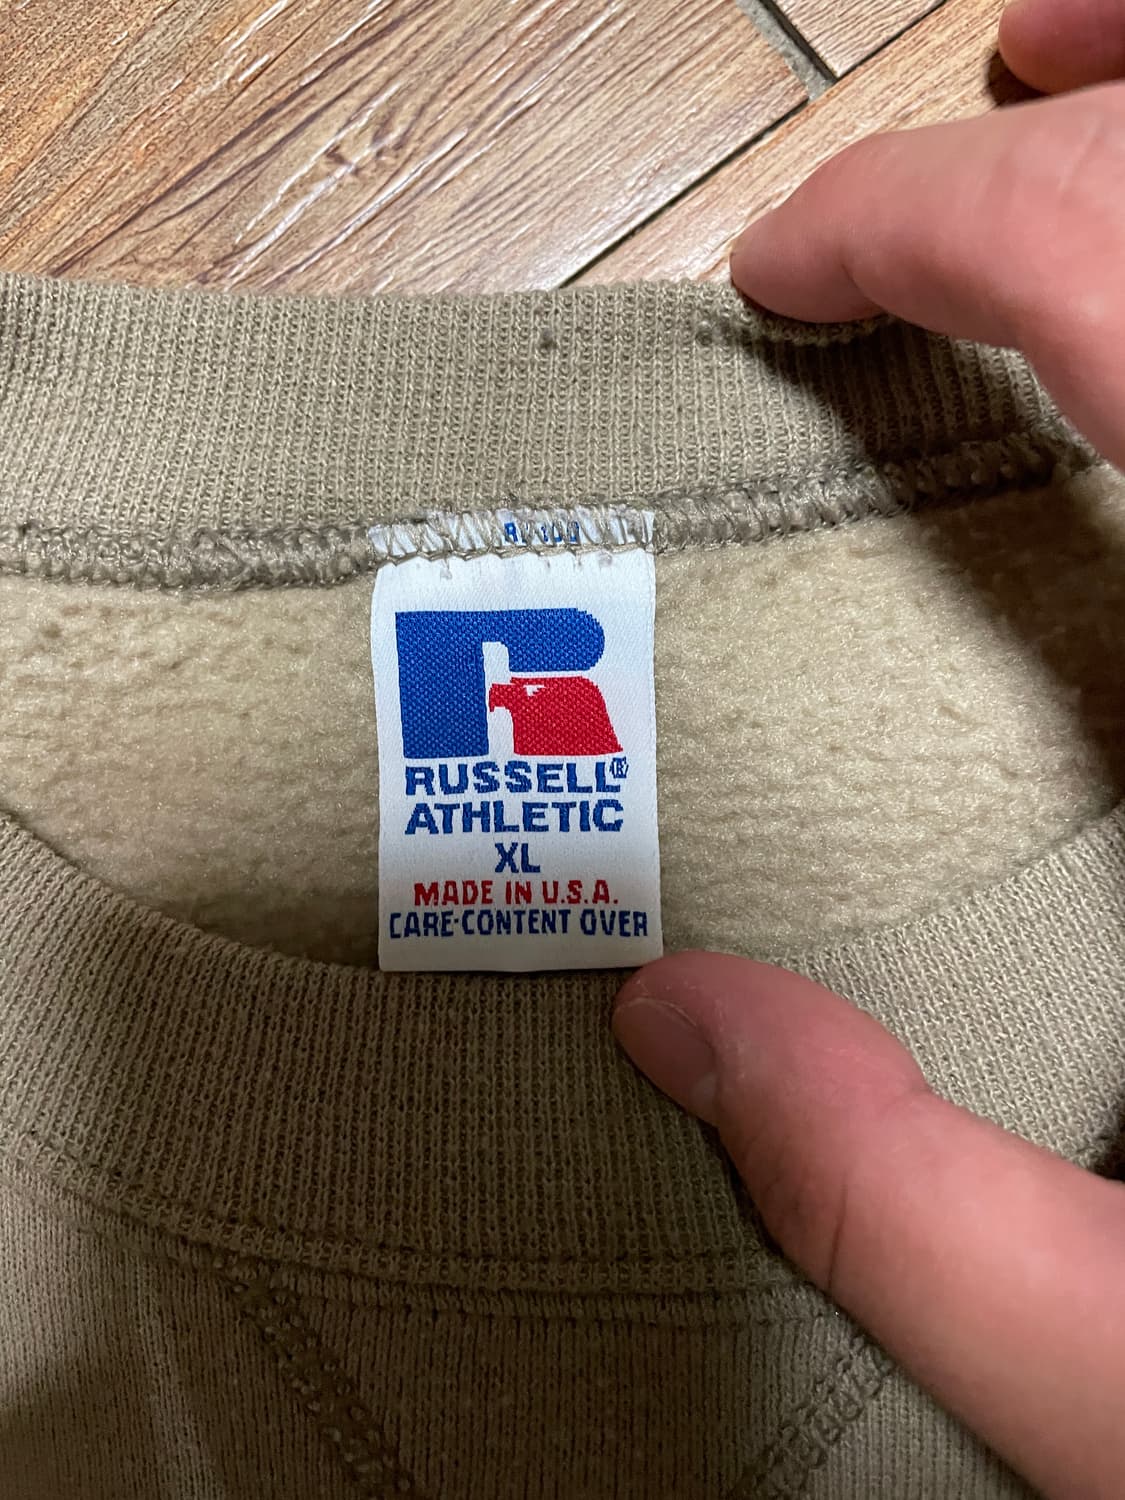 RUSSELL®
ATHLETIC
XL
MADE IN U.S.A.
CARE-CONTENT OVER